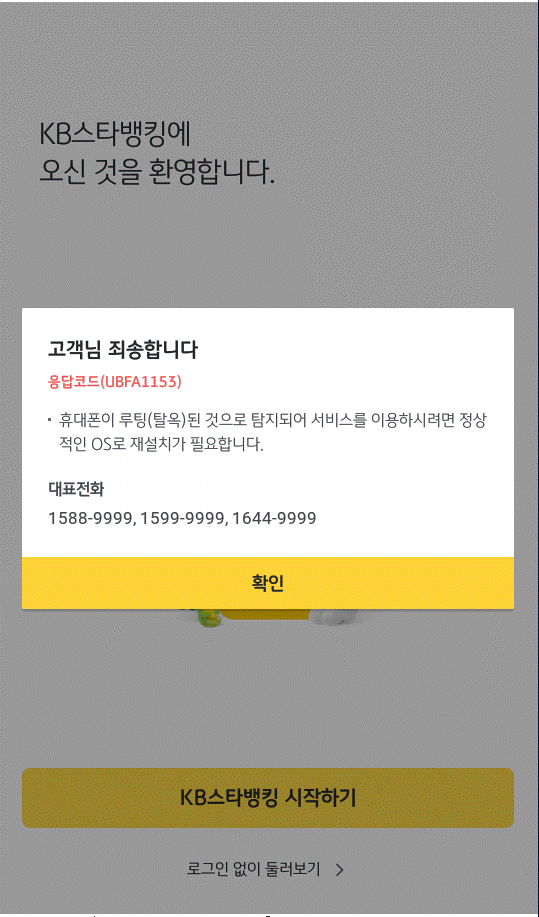 KB스타뱅킹에
오신 것을 환영합니다.
고객님 죄송합니다
응답코드(UBFA1153)
· 휴대폰이 루팅(탈옥)된 것으로 탐지되어 서비스를 이용하시려면 정상
적인 OS로 재설치가 필요합니다.
대표전화
1588-9999, 1599-9999, 1644-9999
확인
KB스타뱅킹 시작하기
로그인 없이 둘러보기 >